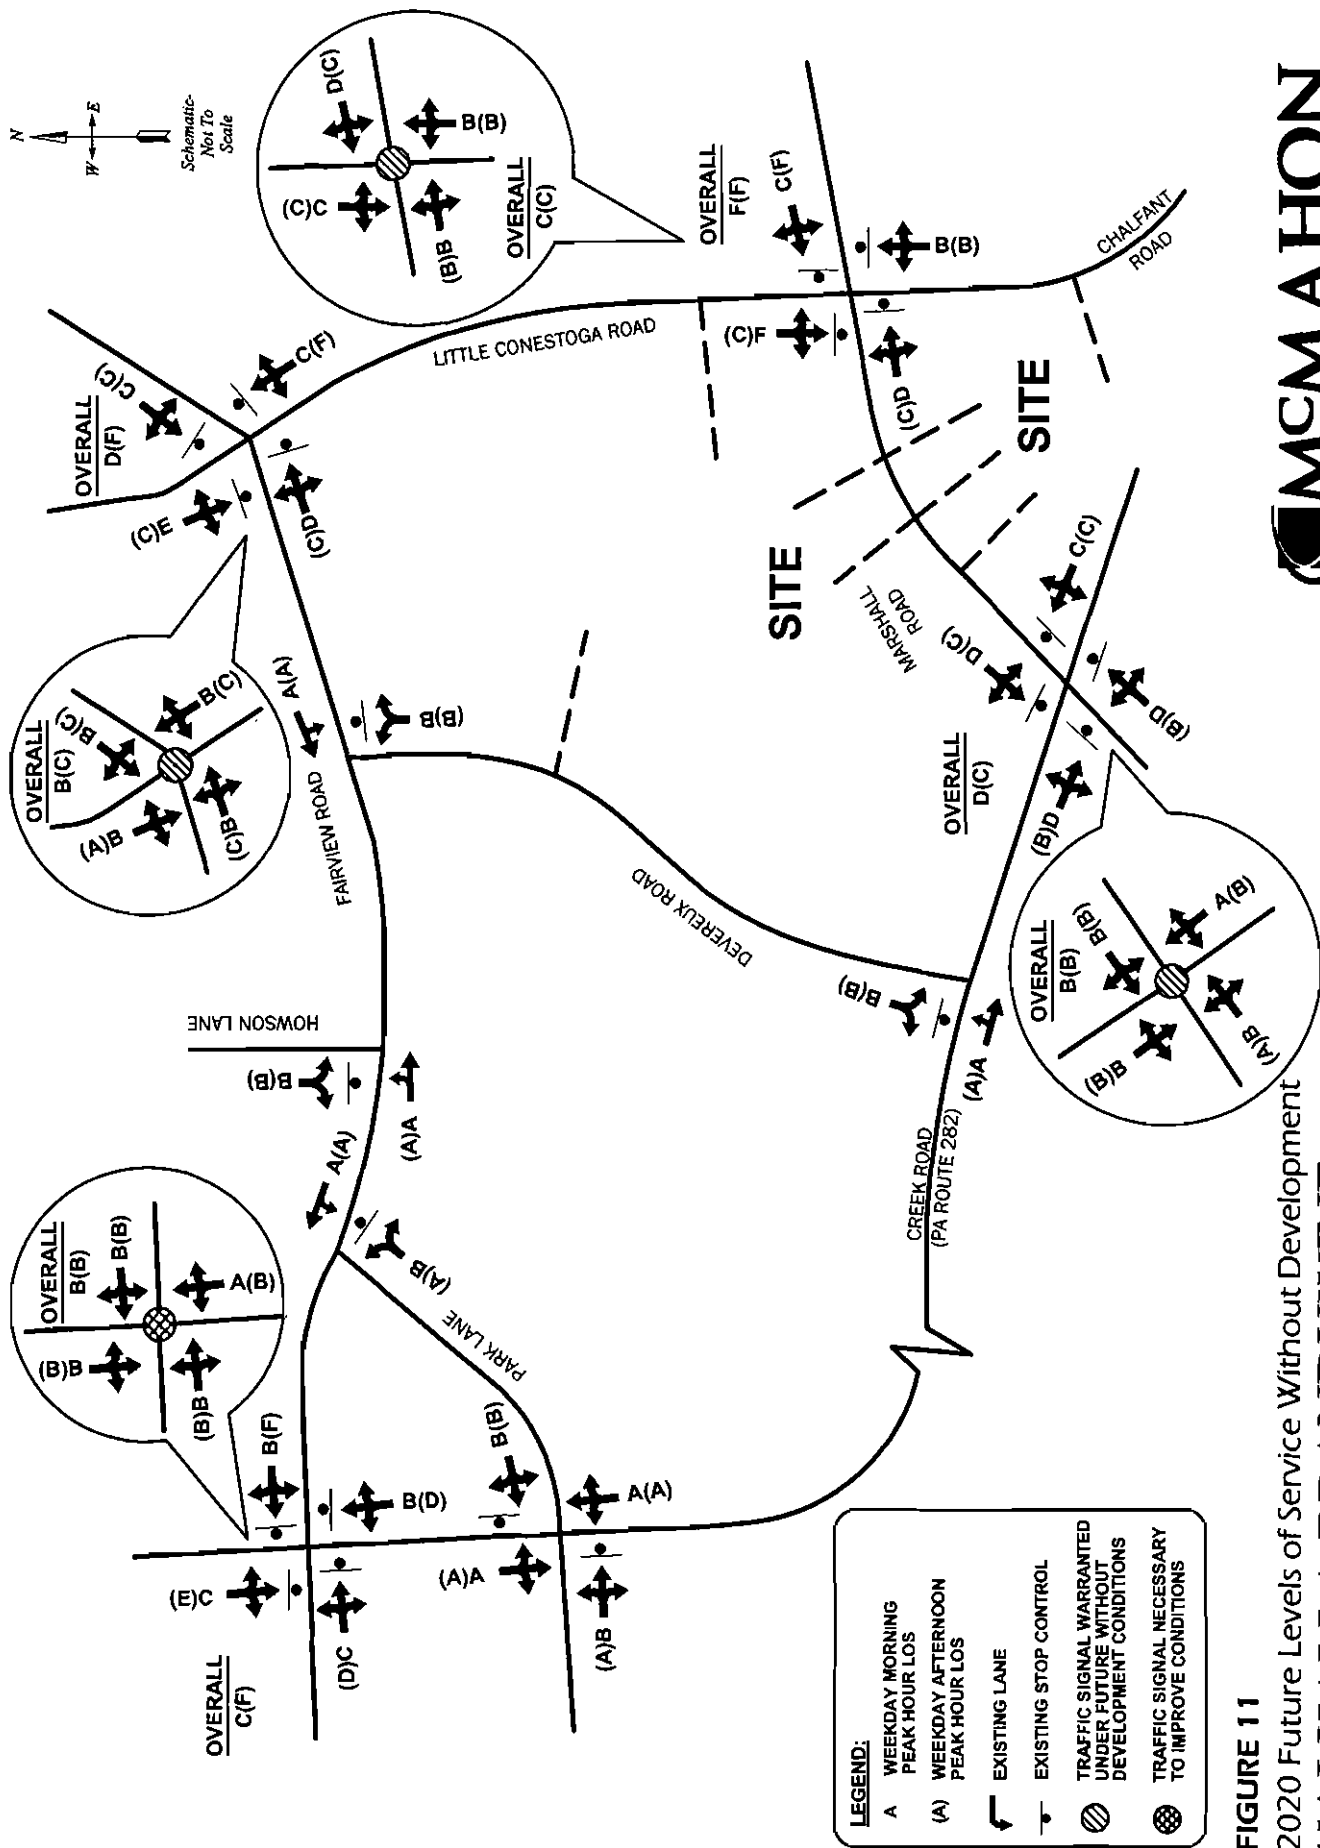 N
W
E
Schematic-
Not To
Scale
D(C)
(C)C
B(B)
(B)B
OVERALL
C(C)
OVERALL
F(F)
C(F)
B(B)
(C)F
(C)D
CHALFANT
ROAD
LITTLE CONESTOGA ROAD
OVERALL
D(F)
C(C)
C(F)
(C)E
(C)D
SITE
SITE
MARSHALL
ROAD
OVERALL
B(C)
B(C)
B(C)
(A)B
(C)B
A(A)
B(B)
FAIRVIEW ROAD
DEVEREUX ROAD
D(C)
C(C)
(B)D
(B)D
OVERALL
D(C)
OVERALL
B(B)
B(B)
A(B)
(B)B
(A)B
HOWSON LANE
B(B)
(A)A
A(A)
(A)B
B(B)
(A)A
CREEK ROAD
(PA ROUTE 282)
PARK LANE
OVERALL
B(B)
B(B)
A(B)
(B)B
(B)B
B(F)
B(D)
(E)C
(D)C
OVERALL
C(F)
B(B)
A(A)
(A)A
(A)B
LEGEND:
A WEEKDAY MORNING
PEAK HOUR LOS
(A) WEEKDAY AFTERNOON
PEAK HOUR LOS
EXISTING LANE
EXISTING STOP CONTROL
TRAFFIC SIGNAL WARRANTED
UNDER FUTURE WITHOUT
DEVELOPMENT CONDITIONS
TRAFFIC SIGNAL NECESSARY
TO IMPROVE CONDITIONS
FIGURE 11
2020 Future Levels of Service Without Development
MCMAHON